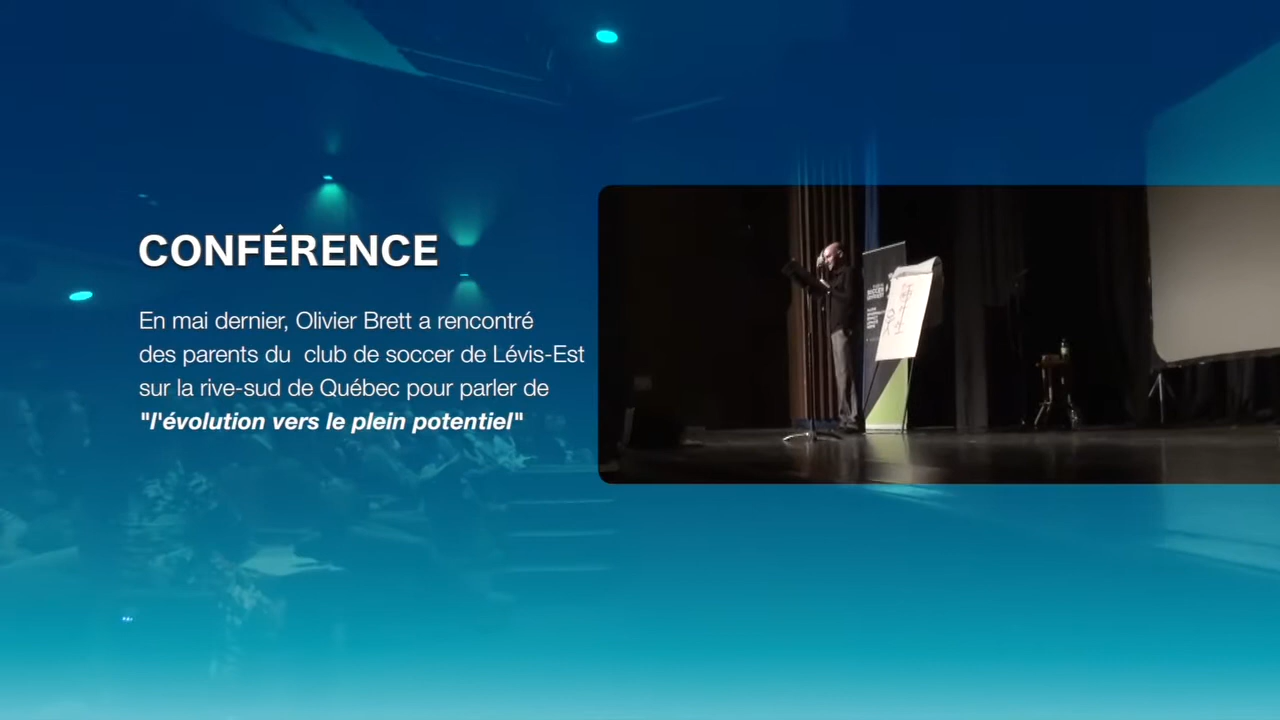 CONFÉRENCE
En mai dernier, Olivier Brett a rencontré
des parents du  club de soccer de Lévis-Est
sur la rive-sud de Québec pour parler de
"l'évolution vers le plein potentiel"